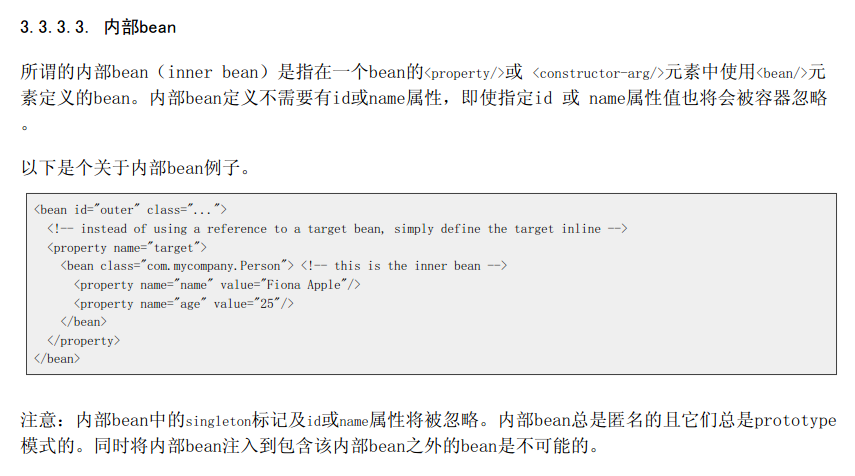 3.3.3.3. 内部bean
所谓的内部bean（inner bean）是指在一个bean的<property/>或 <constructor-arg/>元素中使用<bean/>元
素定义的bean。内部bean定义不需要有id或name属性，即使指定id 或 name属性值也将会被容器忽略
。
以下是个关于内部bean例子。
<bean id="outer" class="...">
  <!-- instead of using a reference to a target bean, simply define the target inline -->
  <property name="target">
    <bean class="com.mycompany.Person"> <!-- this is the inner bean -->
      <property name="name" value="Fiona Apple"/>
      <property name="age" value="25"/>
    </bean>
  </property>
</bean>
注意：内部bean中的singleton标记及id或name属性将被忽略。内部bean总是匿名的且它们总是prototype
模式的。同时将内部bean注入到包含该内部bean之外的bean是不可能的。